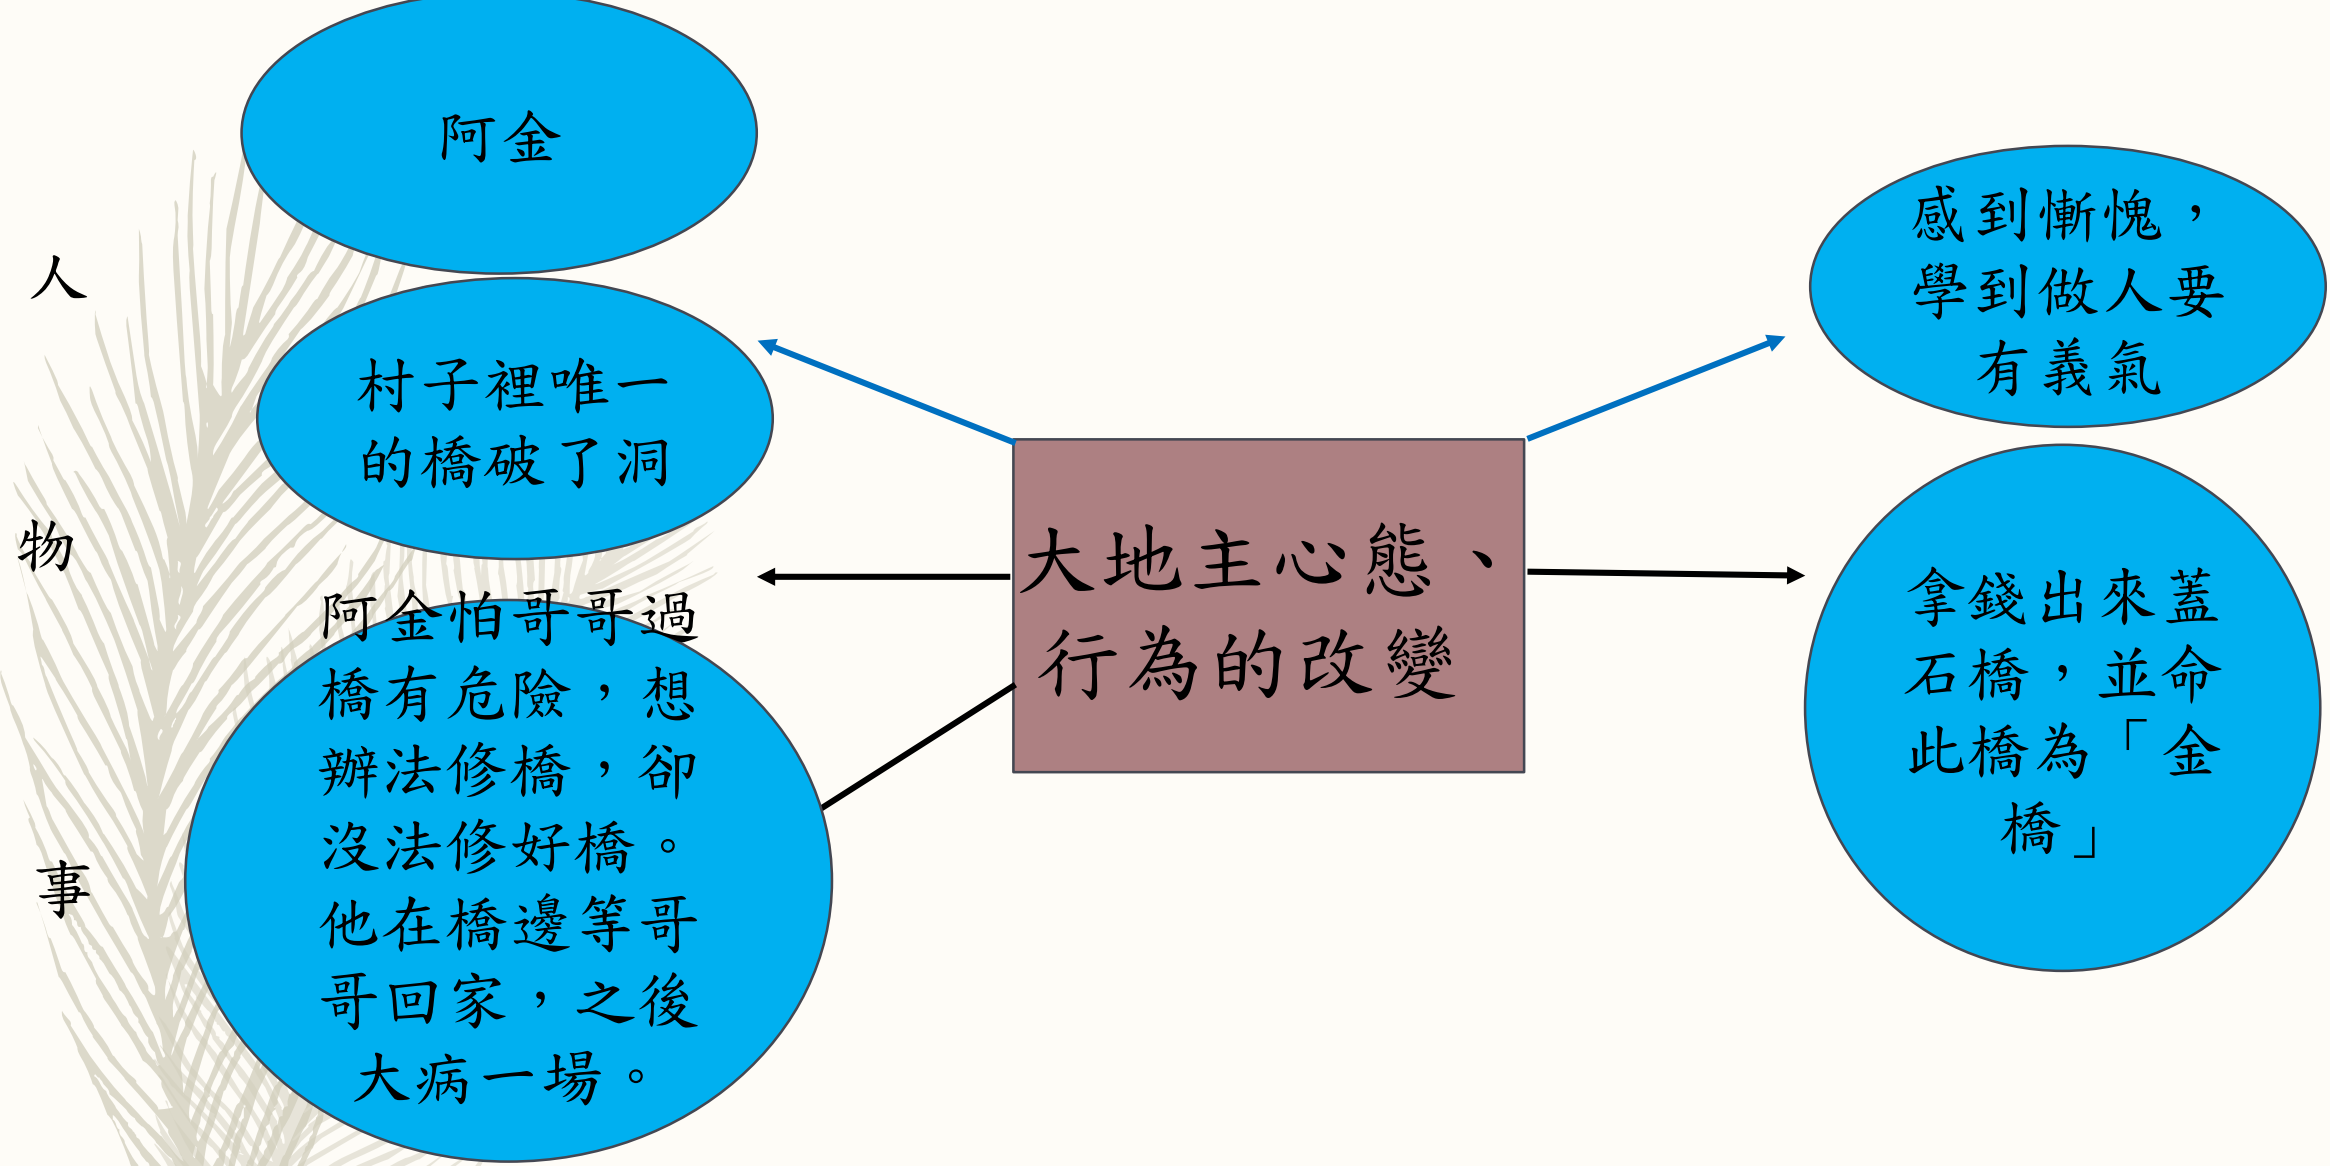 人
物
事
阿金
村子裡唯一
的橋破了洞
阿金怕哥哥過
橋有危險，想
辦法修橋，卻
沒法修好橋。
他在橋邊等哥
哥回家，之後
大病一場。
大地主心態、
行為的改變
感到慚愧，
學到做人要
有義氣
拿錢出來蓋
石橋，並命
此橋為「金
橋」